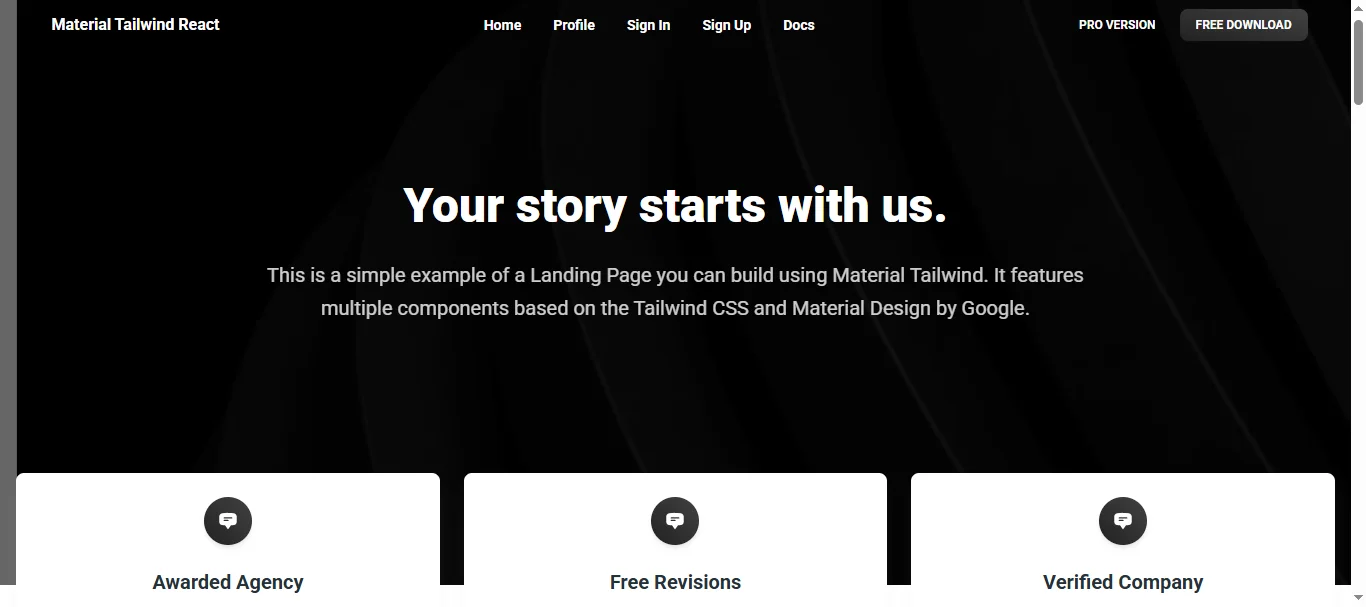 Material Tailwind React
Home
Profile
Sign In
Sign Up
Docs
PRO VERSION
FREE DOWNLOAD
Your story starts with us.
This is a simple example of a Landing Page you can build using Material Tailwind. It features
multiple components based on the Tailwind CSS and Material Design by Google.
Awarded Agency
Free Revisions
Verified Company